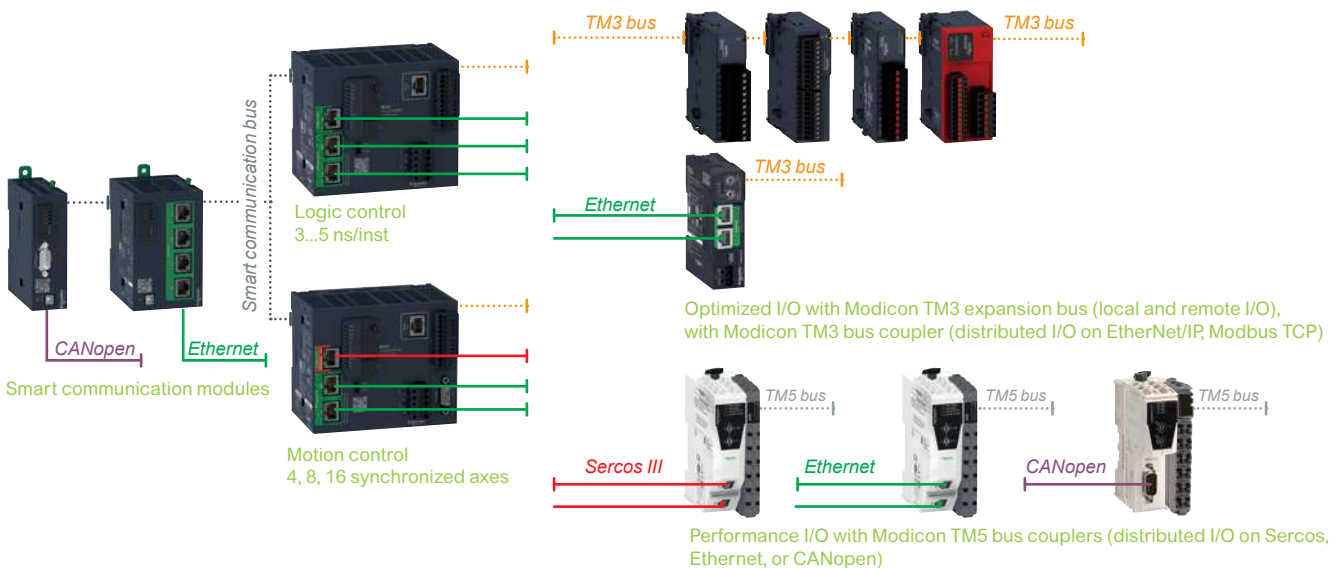 TM3 bus
TM3 bus
Smart communication bus
Logic control
3...5 ns/inst
TM3 bus
Ethernet
CANopen
Ethernet
Smart communication modules
Optimized I/O with Modicon TM3 expansion bus (local and remote I/O),
with Modicon TM3 bus coupler (distributed I/O on EtherNet/IP, Modbus TCP)
Motion control
4, 8, 16 synchronized axes
TM5 bus
TM5 bus
TM5 bus
Sercos III
Ethernet
CANopen
Performance I/O with Modicon TM5 bus couplers (distributed I/O on Sercos,
Ethernet, or CANopen)